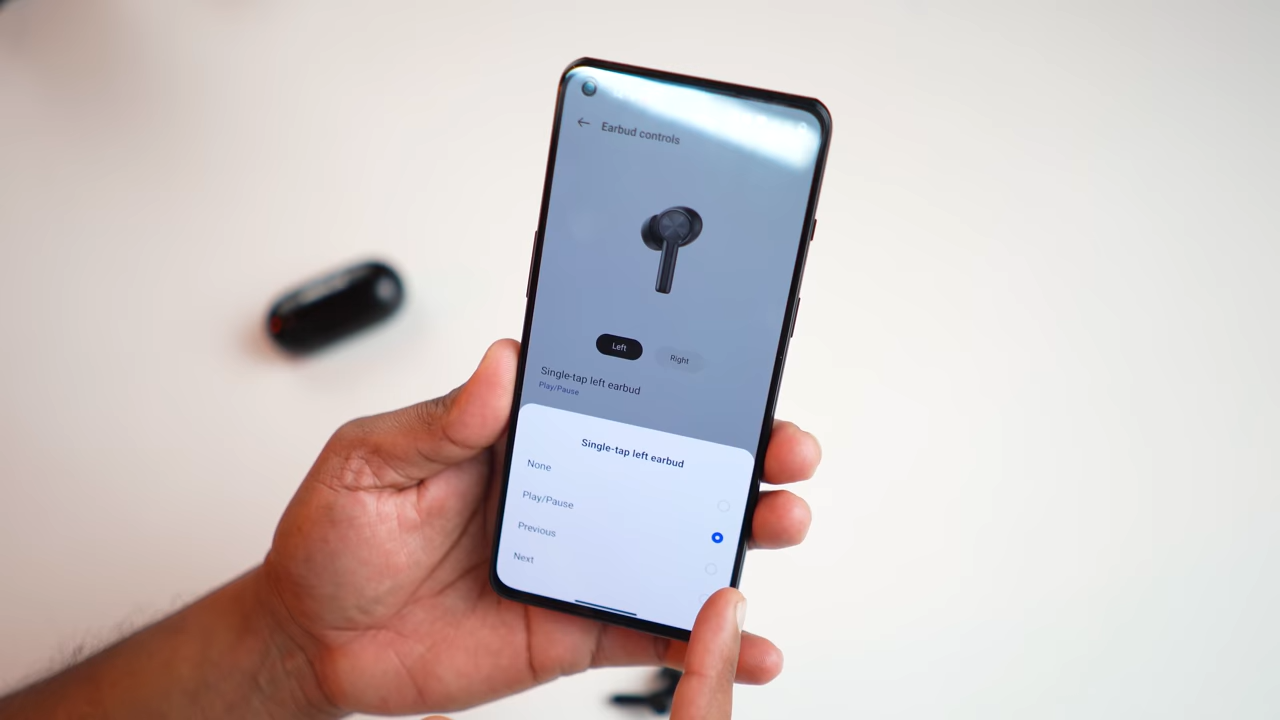 Earbud controls
Left
Right
Single-tap left earbud
Play/Pause
Single-tap left earbud
None
Play/Pause
Previous
Next